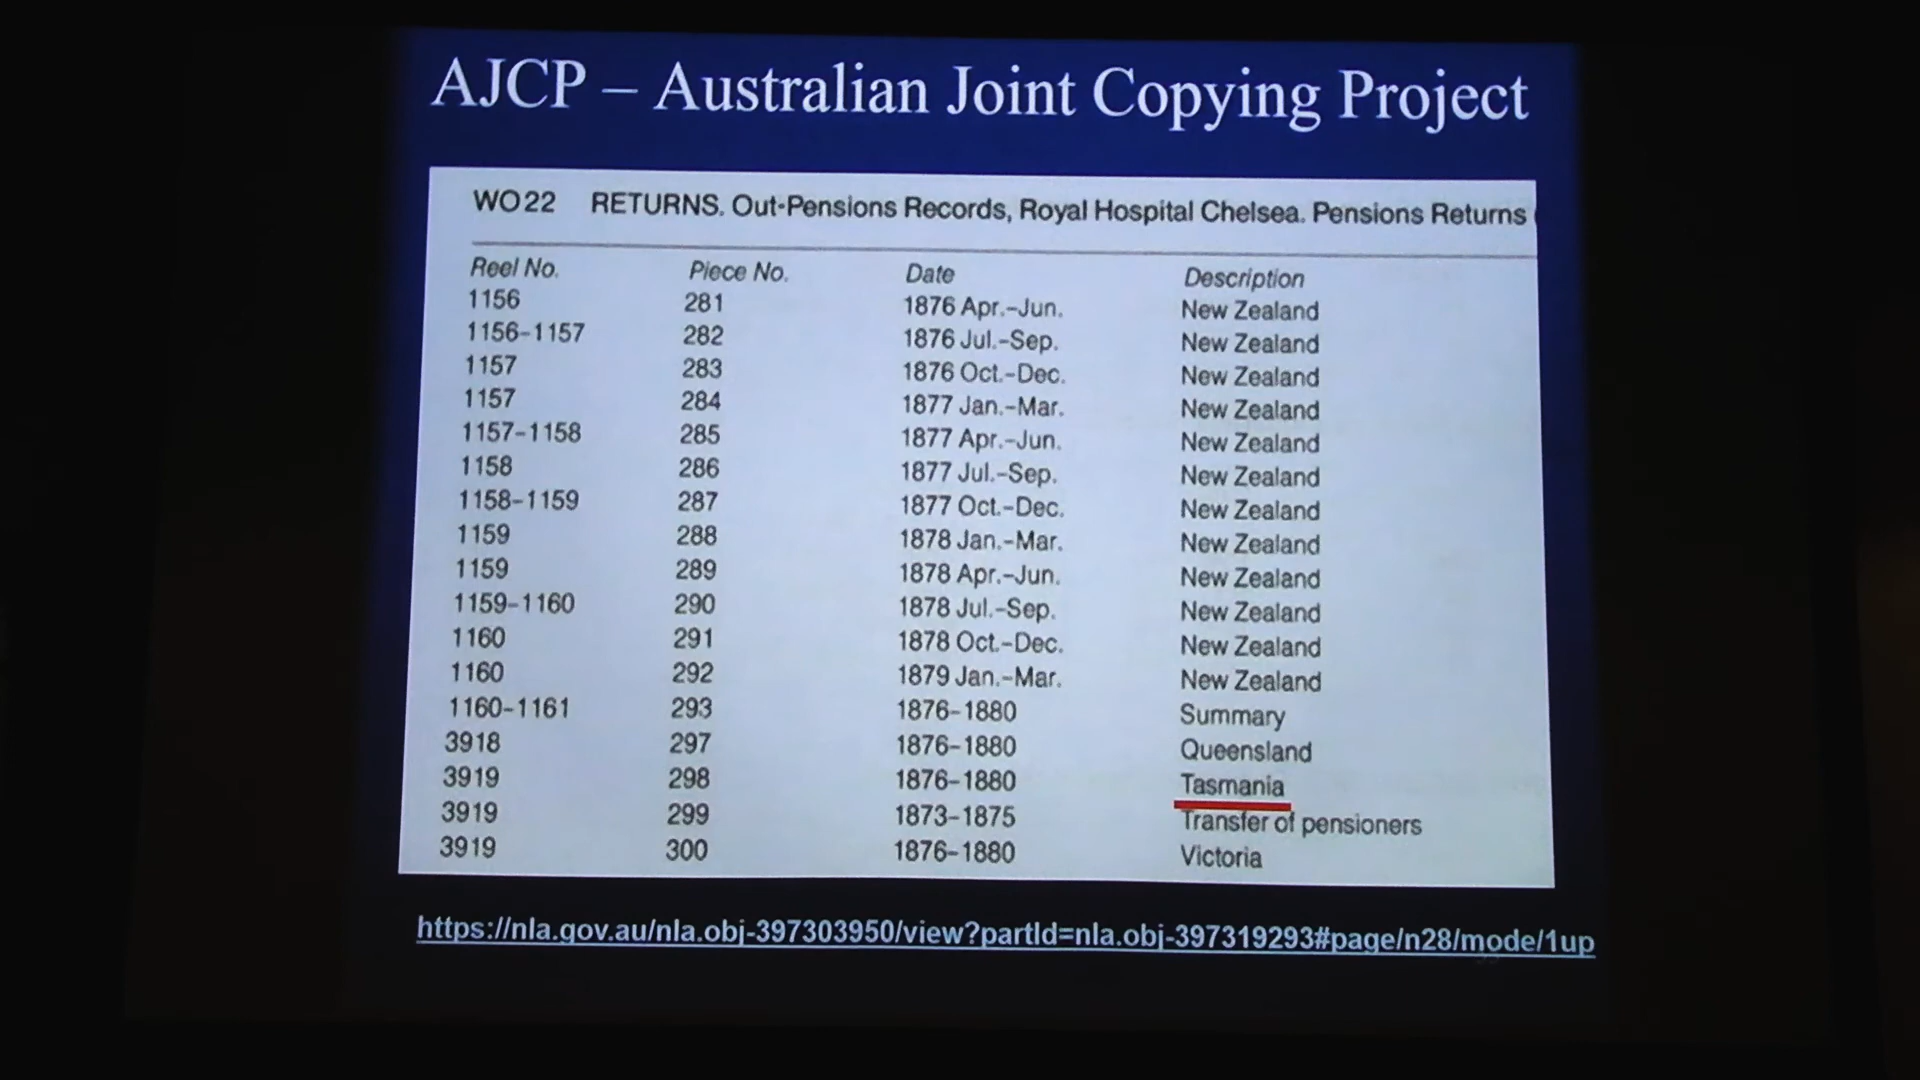 AJCP – Australian Joint Copying Project
WO22 RETURNS. Out-Pensions Records, Royal Hospital Chelsea. Pensions Returns
Reel No. Piece No. Date Description
1156 281 1876 Apr.–Jun. New Zealand
1156–1157 282 1876 Jul.–Sep. New Zealand
1157 283 1876 Oct.–Dec. New Zealand
1157 284 1877 Jan.–Mar. New Zealand
1157–1158 285 1877 Apr.–Jun. New Zealand
1158 286 1877 Jul.–Sep. New Zealand
1158–1159 287 1877 Oct.–Dec. New Zealand
1159 288 1878 Jan.–Mar. New Zealand
1159 289 1878 Apr.–Jun. New Zealand
1159–1160 290 1878 Jul.–Sep. New Zealand
1160 291 1878 Oct.–Dec. New Zealand
1160 292 1879 Jan.–Mar. New Zealand
1160–1161 293 1876–1880 Summary
3918 297 1876–1880 Queensland
3919 298 1876–1880 Tasmania
3919 299 1873–1875 Transfer of pensioners
3919 300 1876–1880 Victoria
https://nla.gov.au/nla.obj-397303950/view?partId=nla.obj-397319293#page/n28/mode/1up